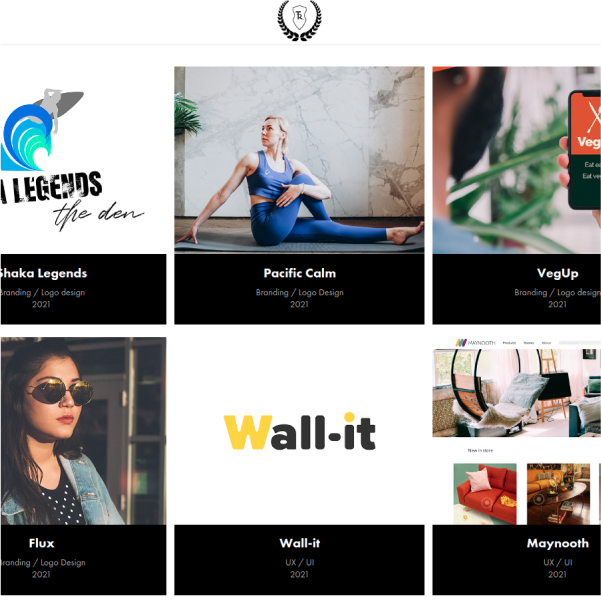 TR
A LEGENDS
the den
Veg
Eat ea
Eat ve
Shaka Legends
Branding / Logo design
2021
Pacific Calm
Branding / Logo Design
2021
VegUp
Branding / Logo design
2021
Wall-it
MAYNOOTH
Products
About
New in store
Flux
Branding / Logo Design
2021
Wall-it
UX / UI
2021
Maynooth
UX / UI
2021